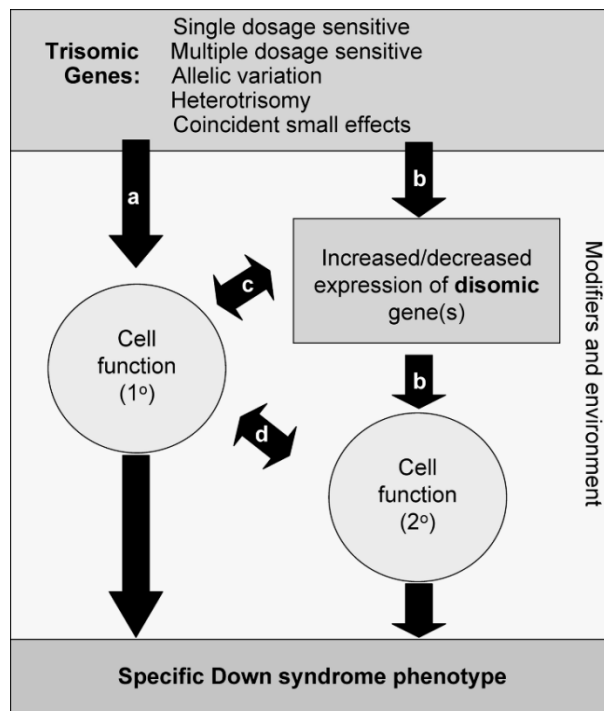 Trisomic
Genes:
Single dosage sensitive
Multiple dosage sensitive
Allelic variation
Heterotrisomy
Coincident small effects
a
b
Increased/decreased
expression of disomic
gene(s)
c
Cell
function
(1º)
b
d
Cell
function
(2º)
Modifiers and environment
Specific Down syndrome phenotype